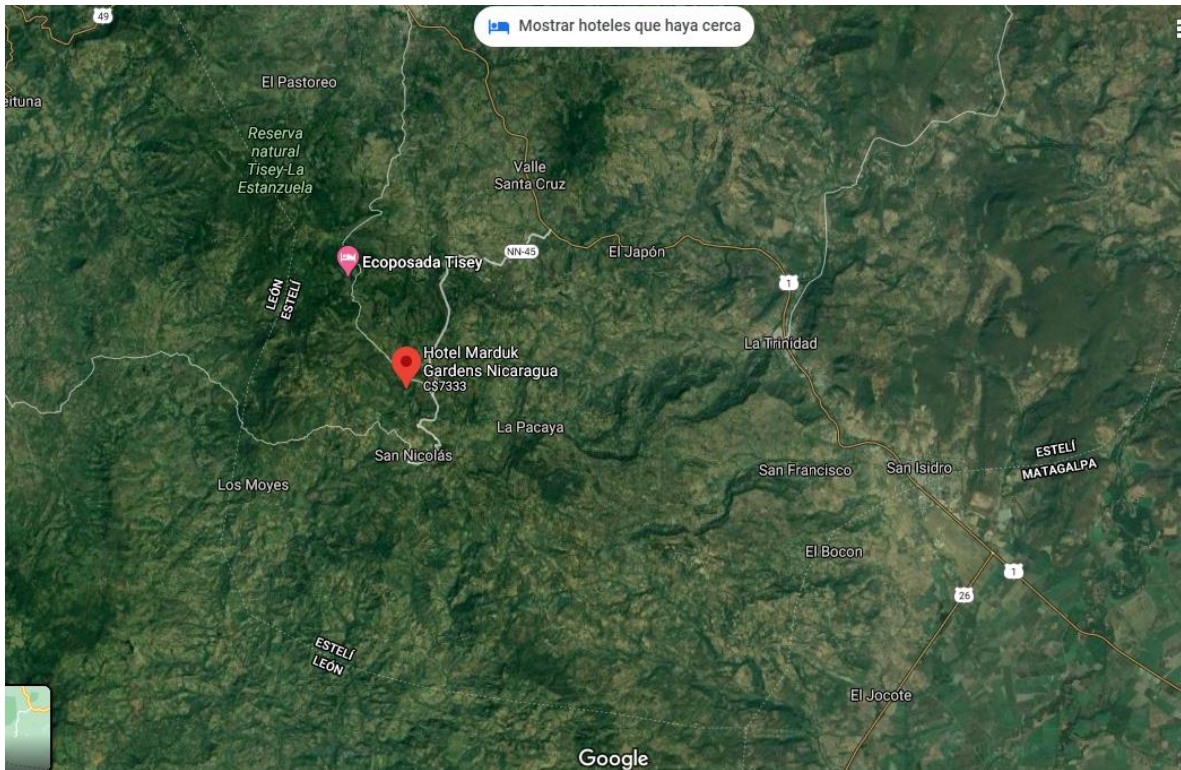 49
Mostrar hoteles que haya cerca
El Pastoreo
eituna
Reserva
natural
Tisey-La
Estanzuela
Valle
Santa Cruz
NN-45
El Japón
Ecoposada Tisey
LEÓN
ESTELÍ
1
La Trinidad
Hotel Marduk
Gardens Nicaragua
C$7333
La Pacaya
San Nicolás
San Francisco
San Isidro
ESTELÍ
MATAGALPA
Los Moyes
El Bocon
1
26
ESTELÍ
LEÓN
El Jocote
Google